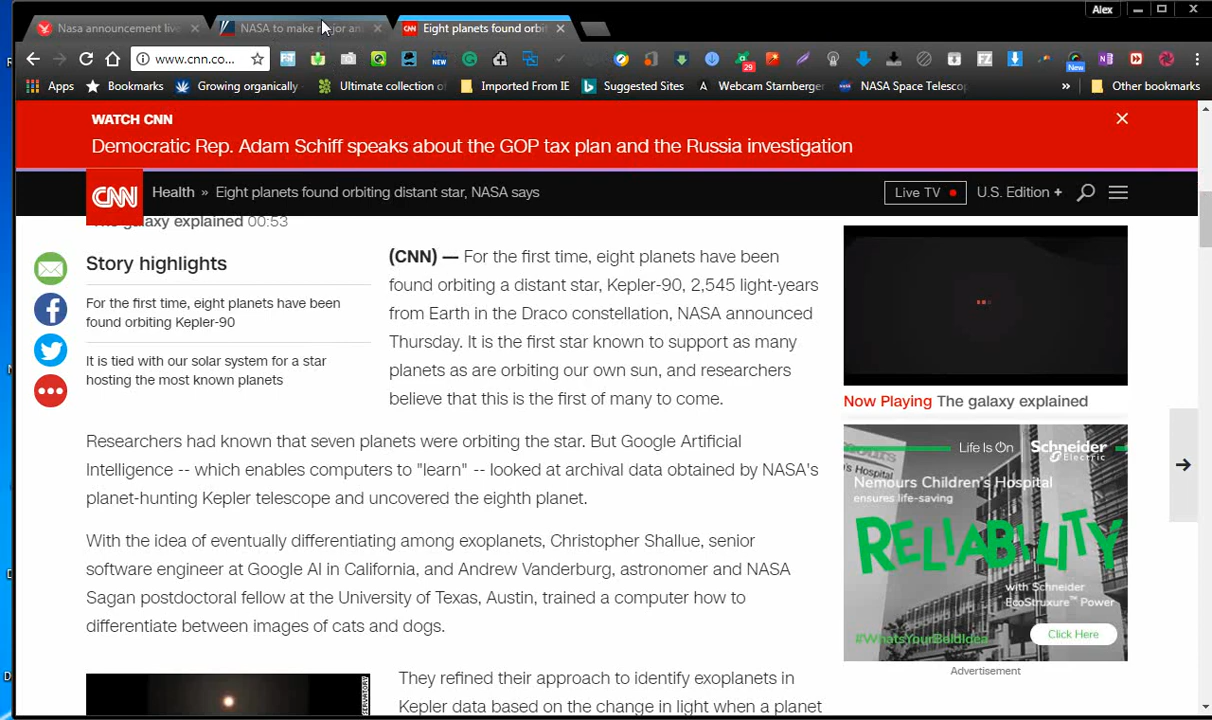 Alex
Nasa announcement live
NASA to make major an
Eight planets found orbi
www.cnn.co...
29
New
NEW
Apps
Bookmarks
Growing organically
Ultimate collection o
Imported From IE
Suggested Sites
Webcam Starnberge
NASA Space Telesco
»
Other bookmarks
WATCH CNN
Democratic Rep. Adam Schiff speaks about the GOP tax plan and the Russia investigation
CNN
Health » Eight planets found orbiting distant star, NASA says
Live TV
U.S. Edition +
The galaxy explained 00:53
Story highlights
For the first time, eight planets have been
found orbiting Kepler-90
It is tied with our solar system for a star
hosting the most known planets
(CNN) — For the first time, eight planets have been
found orbiting a distant star, Kepler-90, 2,545 light-years
from Earth in the Draco constellation, NASA announced
Thursday. It is the first star known to support as many
planets as are orbiting our own sun, and researchers
believe that this is the first of many to come.
Researchers had known that seven planets were orbiting the star. But Google Artificial
Intelligence -- which enables computers to "learn" -- looked at archival data obtained by NASA's
planet-hunting Kepler telescope and uncovered the eighth planet.
With the idea of eventually differentiating among exoplanets, Christopher Shallue, senior
software engineer at Google AI in California, and Andrew Vanderburg, astronomer and NASA
Sagan postdoctoral fellow at the University of Texas, Austin, trained a computer how to
differentiate between images of cats and dogs.
They refined their approach to identify exoplanets in
Kepler data based on the change in light when a planet
Now Playing The galaxy explained
Life Is On
Schneider
Electric
Nemours Children's Hospital
ensures life-saving
RELIABILITY
with Schneider
EcoStruxure™ Power
#WhatsYourBoldIdea
Click Here
Advertisement